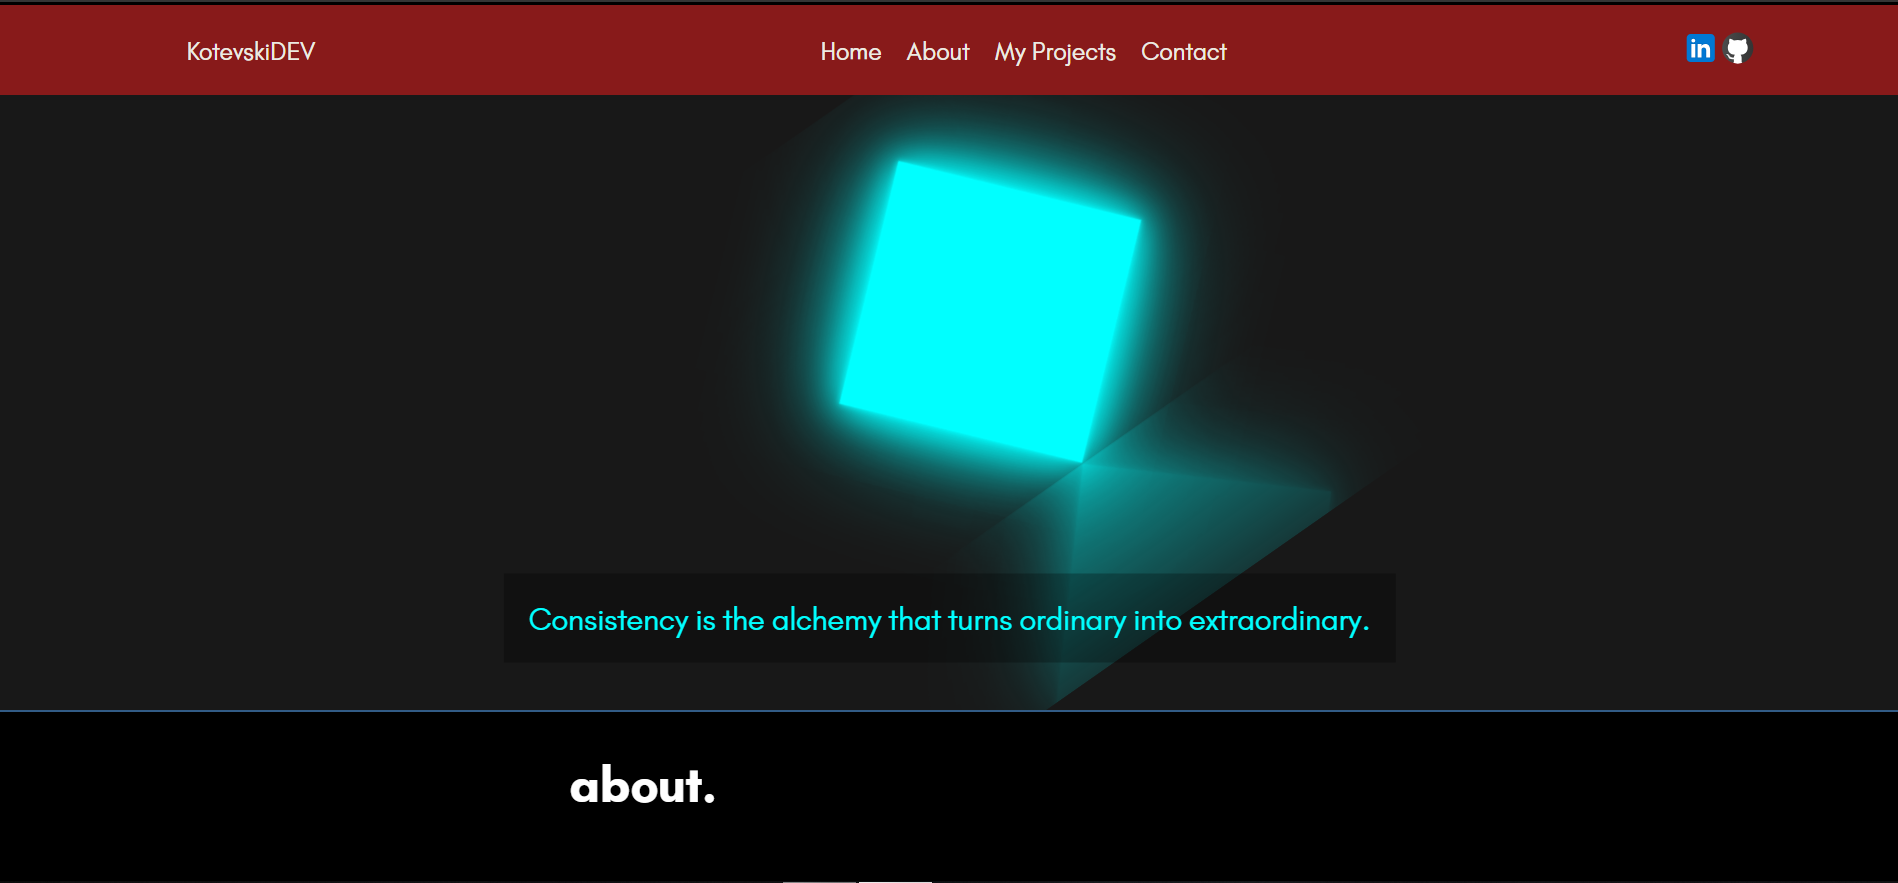 KotevskiDEV
Home About My Projects Contact
in
Consistency is the alchemy that turns ordinary into extraordinary.
about.